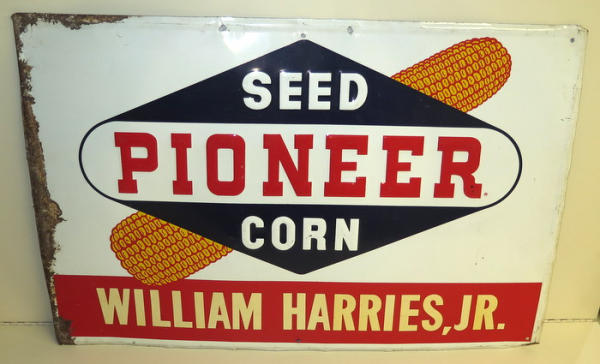 SEED
PIONEER
CORN
WILLIAM HARRIES, JR.